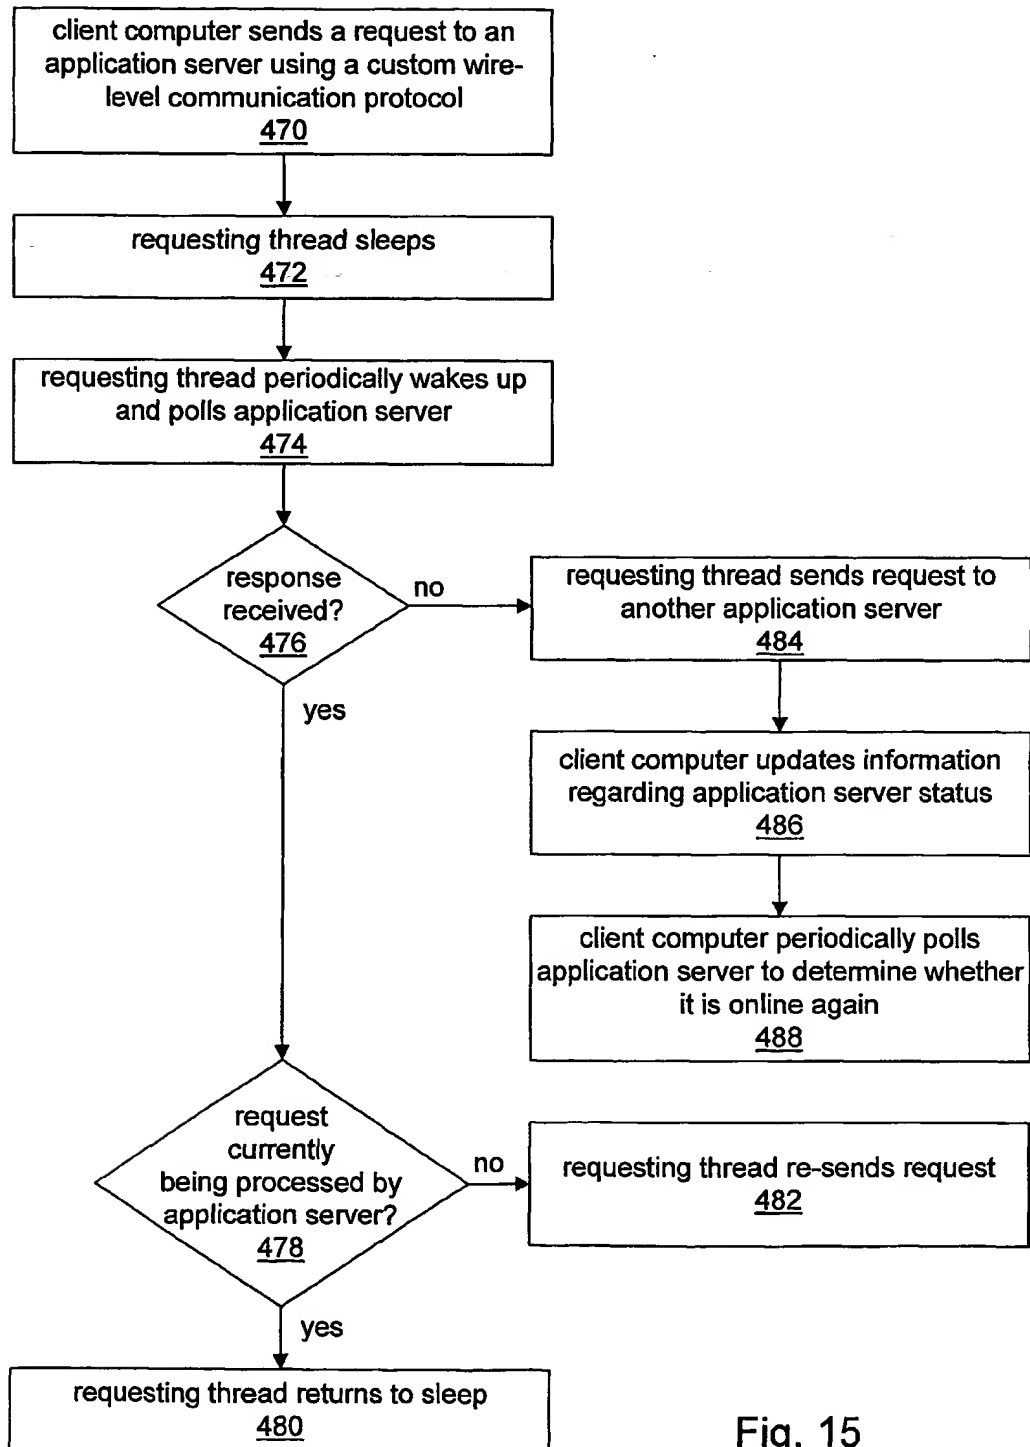 client computer sends a request to an
application server using a custom wire-
level communication protocol
470
requesting thread sleeps
472
requesting thread periodically wakes up
and polls application server
474
response
received?
476
no
requesting thread sends request to
another application server
484
yes
client computer updates information
regarding application server status
486
client computer periodically polls
application server to determine whether
it is online again
488
request
currently
being processed by
application server?
478
no
requesting thread re-sends request
482
yes
requesting thread returns to sleep
480
Fig. 15